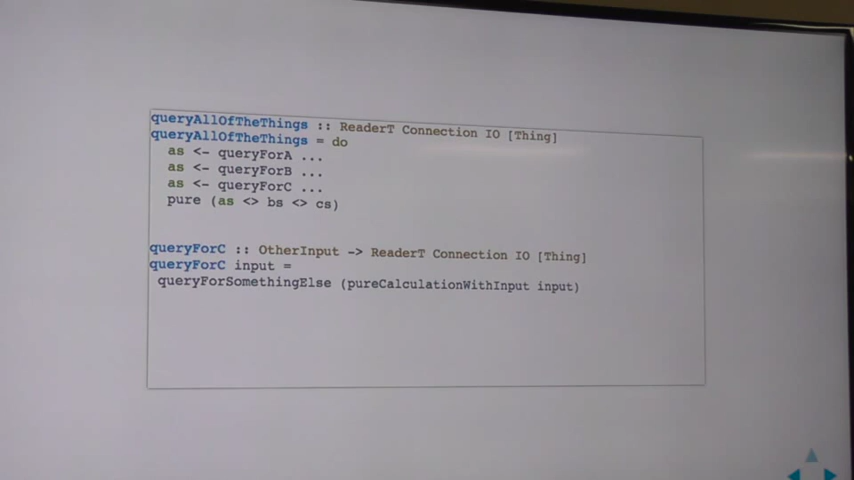 queryAllOfTheThings :: ReaderT Connection IO [Thing]
queryAllOfTheThings = do
  as <- queryForA ...
  as <- queryForB ...
  as <- queryForC ...
  pure (as <> bs <> cs)
queryForC :: OtherInput -> ReaderT Connection IO [Thing]
queryForC input =
 queryForSomethingElse (pureCalculationWithInput input)